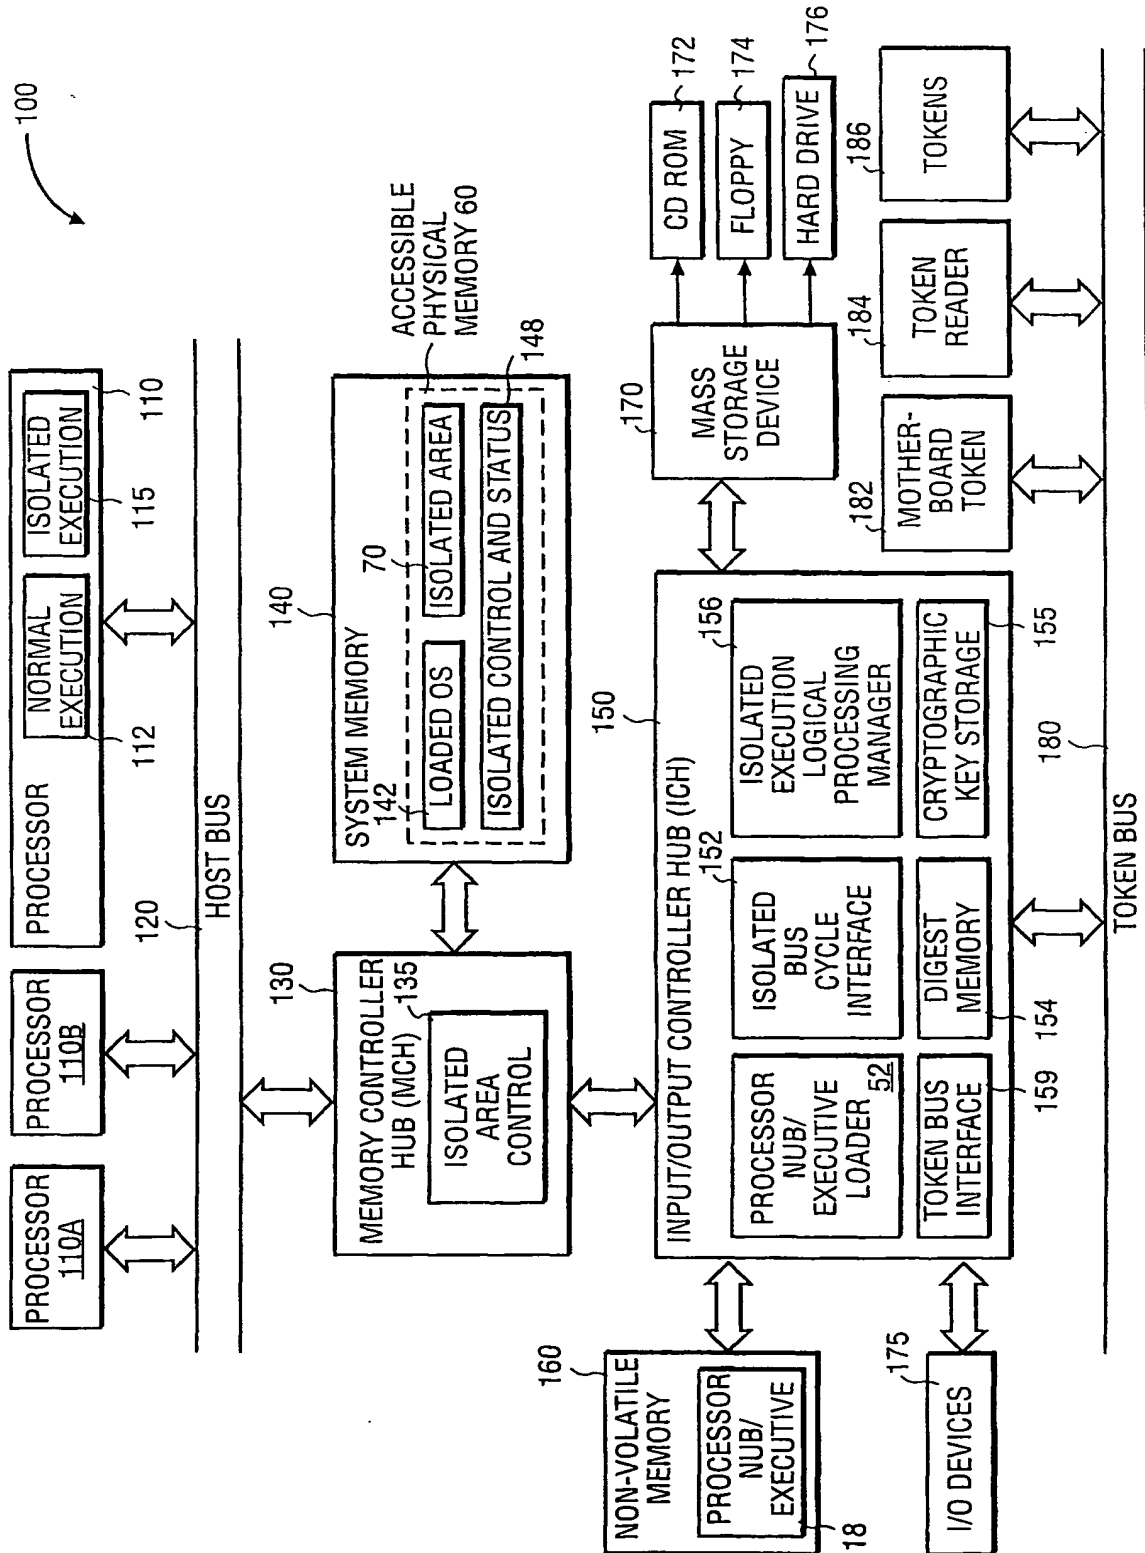 100
PROCESSOR
110A
PROCESSOR
110B
PROCESSOR
NORMAL
EXECUTION
112
ISOLATED
EXECUTION
115
110
120
HOST BUS
130
MEMORY CONTROLLER
HUB (MCH)
135
ISOLATED
AREA
CONTROL
140
SYSTEM MEMORY
142
LOADED OS
70
ISOLATED AREA
ISOLATED CONTROL AND STATUS
148
ACCESSIBLE
PHYSICAL
MEMORY 60
160
NON-VOLATILE
MEMORY
PROCESSOR
NUB/
EXECUTIVE
18
175
I/O DEVICES
150
INPUT/OUTPUT CONTROLLER HUB (ICH)
PROCESSOR
NUB/
EXECUTIVE
LOADER
52
152
ISOLATED
BUS
CYCLE
INTERFACE
156
ISOLATED
EXECUTION
LOGICAL
PROCESSING
MANAGER
TOKEN BUS
INTERFACE
159
DIGEST
MEMORY
154
CRYPTOGRAPHIC
KEY STORAGE
155
170
MASS
STORAGE
DEVICE
CD ROM
172
FLOPPY
174
HARD DRIVE
176
182
MOTHER-
BOARD
TOKEN
184
TOKEN
READER
186
TOKENS
180
TOKEN BUS